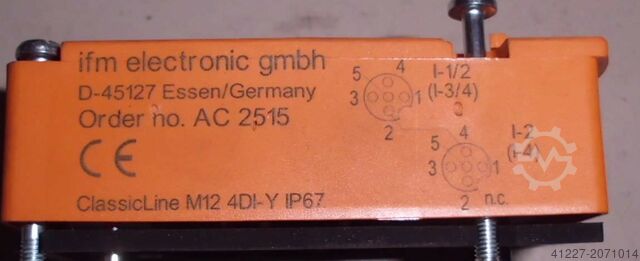 ifm electronic gmbh
D-45127 Essen/Germany
Order no. AC 2515
CE
ClassicLine M12 4DI-Y IP67
5 4 I-1/2
3 1 (I-3/4)
2
5 4 I-2
3 1 (I-4)
2 n.c.
41227-2071014